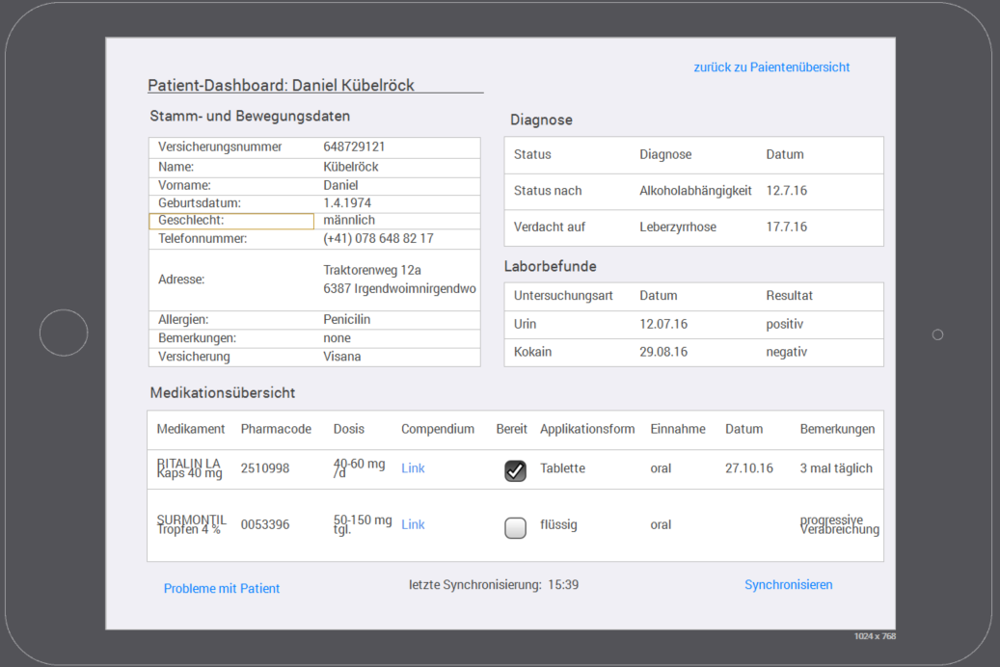 zurück zu Paientenübersicht
Patient-Dashboard: Daniel Kübelröck
Stamm- und Bewegungsdaten
Versicherungsnummer 648729121
Name: Kübelröck
Vorname: Daniel
Geburtsdatum: 1.4.1974
Geschlecht: männlich
Telefonnummer: (+41) 078 648 82 17
Adresse: Traktorenweg 12a
6387 Irgendwoimnirgendwo
Allergien: Penicilin
Bemerkungen: none
Versicherung Visana
Diagnose
Status Diagnose Datum
Status nach Alkoholabhängigkeit 12.7.16
Verdacht auf Leberzyrrhose 17.7.16
Laborbefunde
Untersuchungsart Datum Resultat
Urin 12.07.16 positiv
Kokain 29.08.16 negativ
Medikationsübersicht
Medikament Pharmacode Dosis Compendium Bereit Applikationsform Einnahme Datum Bemerkungen
RITALIN LA
Kaps 40 mg 2510998 40-60 mg
/d Link Tablette oral 27.10.16 3 mal täglich
SURMONTIL
Tropfen 4 % 0053396 50-150 mg
tgl. Link flüssig oral progressive
Verabreichung
Probleme mit Patient letzte Synchronisierung: 15:39 Synchronisieren
1024 x 768